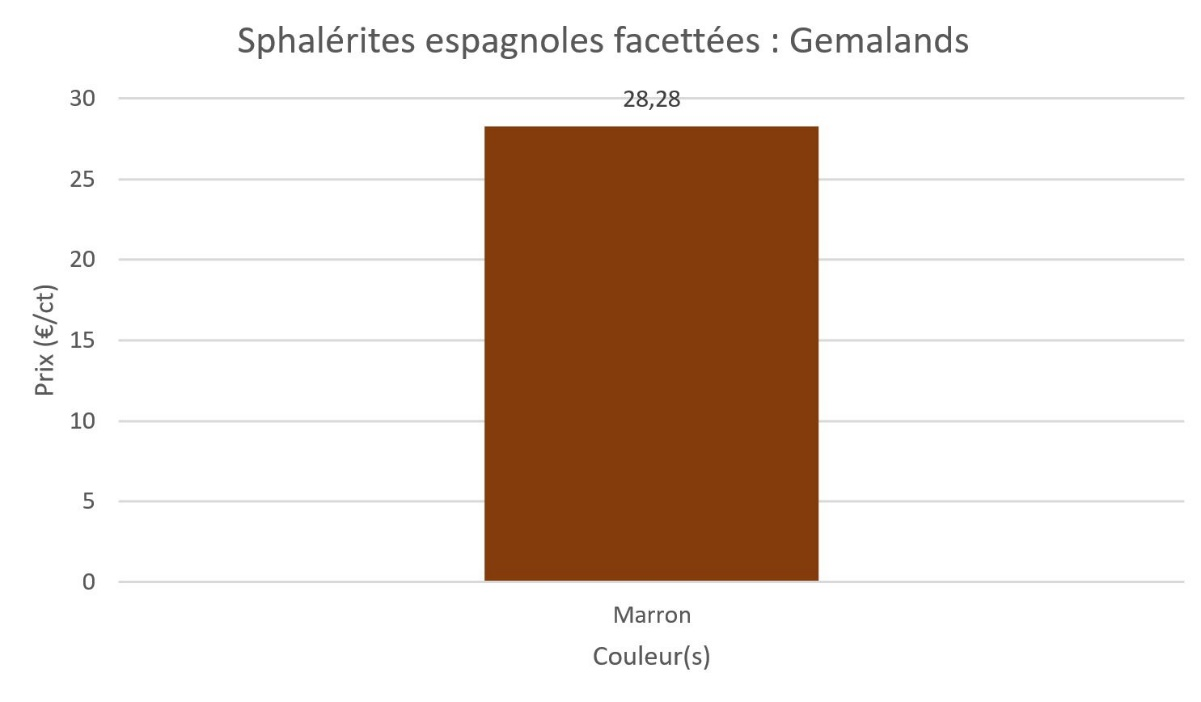 Sphalérites espagnoles facettées : Gemalands
30
28,28
25
20
15
10
5
0
Prix (€/ct)
Marron
Couleur(s)